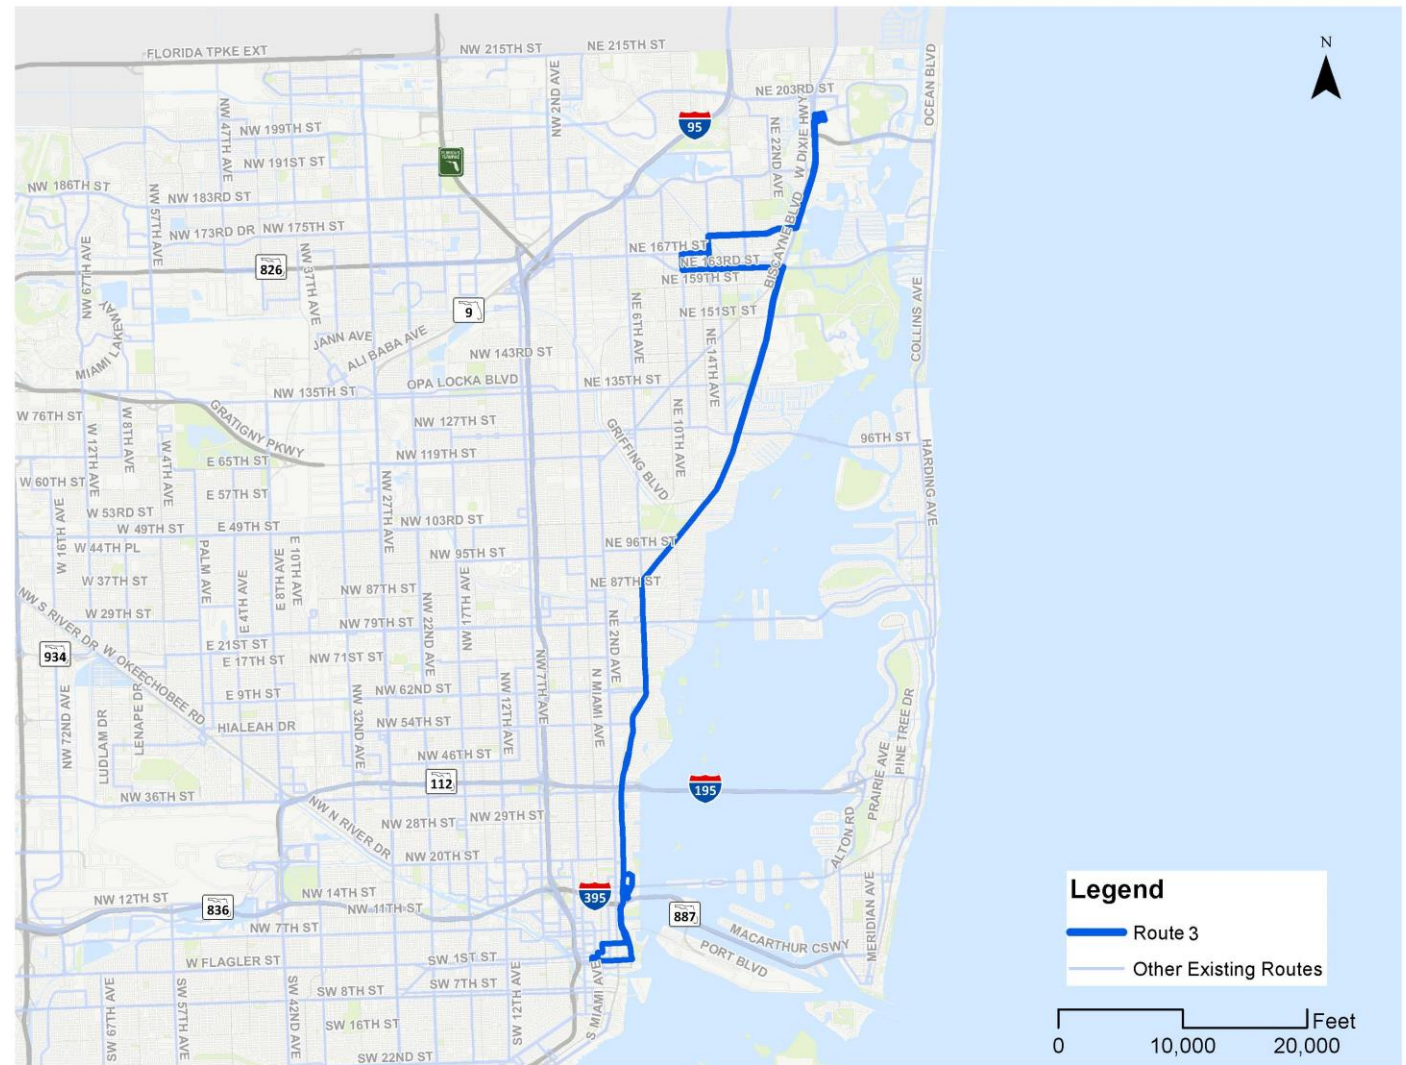 FLORIDA TPKE EXT
NW 215TH ST
NE 215TH ST
OCEAN BLVD
N
NW 2ND AVE
NE 203RD ST
W DIXIE HWY
NW 47TH AVE
NW 199TH ST
95
NE 22ND AVE
NW 191ST ST
NW 186TH ST
NW 183RD ST
NW 57TH AVE
NW 173RD DR
NW 175TH ST
BISCAYNE BLVD
NE 167TH ST
NW 67TH AVE
826
NW 37TH AVE
NE 163RD ST
NE 159TH ST
9
NE 6TH AVE
NE 151ST ST
COLLINS AVE
MIAMI LAKEWAY
JANN AVE
ALI BABA AVE
NW 143RD ST
NE 14TH AVE
NW 135TH ST
OPA LOCKA BLVD
NE 135TH ST
W 76TH ST
GRATIGNY PKWY
NW 127TH ST
NE 10TH AVE
96TH ST
W 12TH AVE
W 8TH AVE
W 4TH AVE
E 65TH ST
NW 119TH ST
GRIFFING BLVD
HARDING AVE
W 60TH ST
E 57TH ST
NW 27TH AVE
W 53RD ST
W 16TH AVE
W 49TH ST
E 49TH ST
NW 103RD ST
W 44TH PL
PALM AVE
E 8TH AVE
E 10TH AVE
NW 95TH ST
NE 96TH ST
W 37TH ST
E 4TH AVE
NW 87TH ST
NW 17TH AVE
NE 87TH ST
NW S RIVER DR
W 29TH ST
NW 79TH ST
NW 22ND AVE
NE 2ND AVE
934
W OKEECHOBEE RD
E 21ST ST
E 17TH ST
NW 71ST ST
NW 7TH AVE
NW 72ND AVE
LUDLAM DR
LENAPE DR
E 9TH ST
NW 62ND ST
NW 12TH AVE
N MIAMI AVE
PINE TREE DR
HIALEAH DR
NW 32ND AVE
NW 54TH ST
NW 46TH ST
PRAIRIE AVE
112
195
NW 36TH ST
NW N RIVER DR
NW 28TH ST
NW 29TH ST
ALTON RD
NW 20TH ST
NW 12TH ST
NW 14TH ST
395
836
NW 11TH ST
887
MERIDIAN AVE
NW 7TH ST
MACARTHUR CSWY
PORT BLVD
W FLAGLER ST
SW 1ST ST
SW 67TH AVE
SW 57TH AVE
SW 42ND AVE
SW 8TH ST
SW 7TH ST
SW 12TH AVE
S MIAMI AVE
SW 16TH ST
SW 22ND ST
Legend
Route 3
Other Existing Routes
Feet
0 10,000 20,000